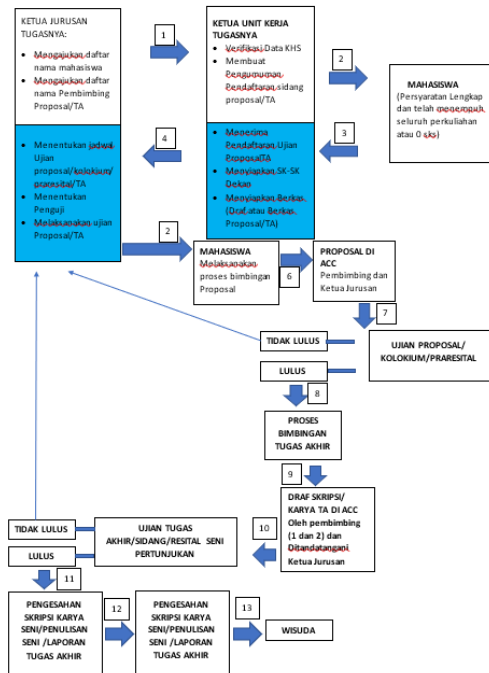 KETUA JURUSAN
TUGASNYA:
• Mengajukan daftar
nama mahasiswa
• Mengajukan daftar
nama Pembimbing
Proposal/TA
• Menentukan jadwal
Ujian
proposal/kolokium/
praresital/TA
• Menentukan
Penguji
• Melaksanakan ujian
Proposal/TA
1
KETUA UNIT KERJA
TUGASNYA
• Verifikasi Data KHS
• Membuat
Pengumuman
Pendaftaran sidang
proposal/TA
• Menerima
Pendaftaran Ujian
Proposal/TA
• Menyiapkan SK-SK
Dekan
• Menyiapkan Berkas
(Draf atau Berkas
Proposal/TA)
2
MAHASISWA
(Persyaratan Lengkap
dan telah menempuh
seluruh perkuliahan
atau 0 sks)
3
4
2
MAHASISWA
Melaksanakan
proses bimbingan
Proposal
6
PROPOSAL DI
ACC
Pembimbing dan
Ketua Jurusan
7
TIDAK LULUS
LULUS
UJIAN PROPOSAL/
KOLOKIUM/PRARESITAL
8
PROSES
BIMBINGAN
TUGAS AKHIR
9
DRAF SKRIPSI/
KARYA TA DI ACC
Oleh pembimbing
(1 dan 2) dan
Ditandatangani
Ketua Jurusan
10
UJIAN TUGAS
AKHIR/SIDANG/RESITAL SENI
PERTUNJUKAN
TIDAK LULUS
LULUS
11
PENGESAHAN
SKRIPSI KARYA
SENI/PENULISAN
SENI /LAPORAN
TUGAS AKHIR
12
PENGESAHAN
SKRIPSI KARYA
SENI/PENULISAN
SENI /LAPORAN
TUGAS AKHIR
13
WISUDA